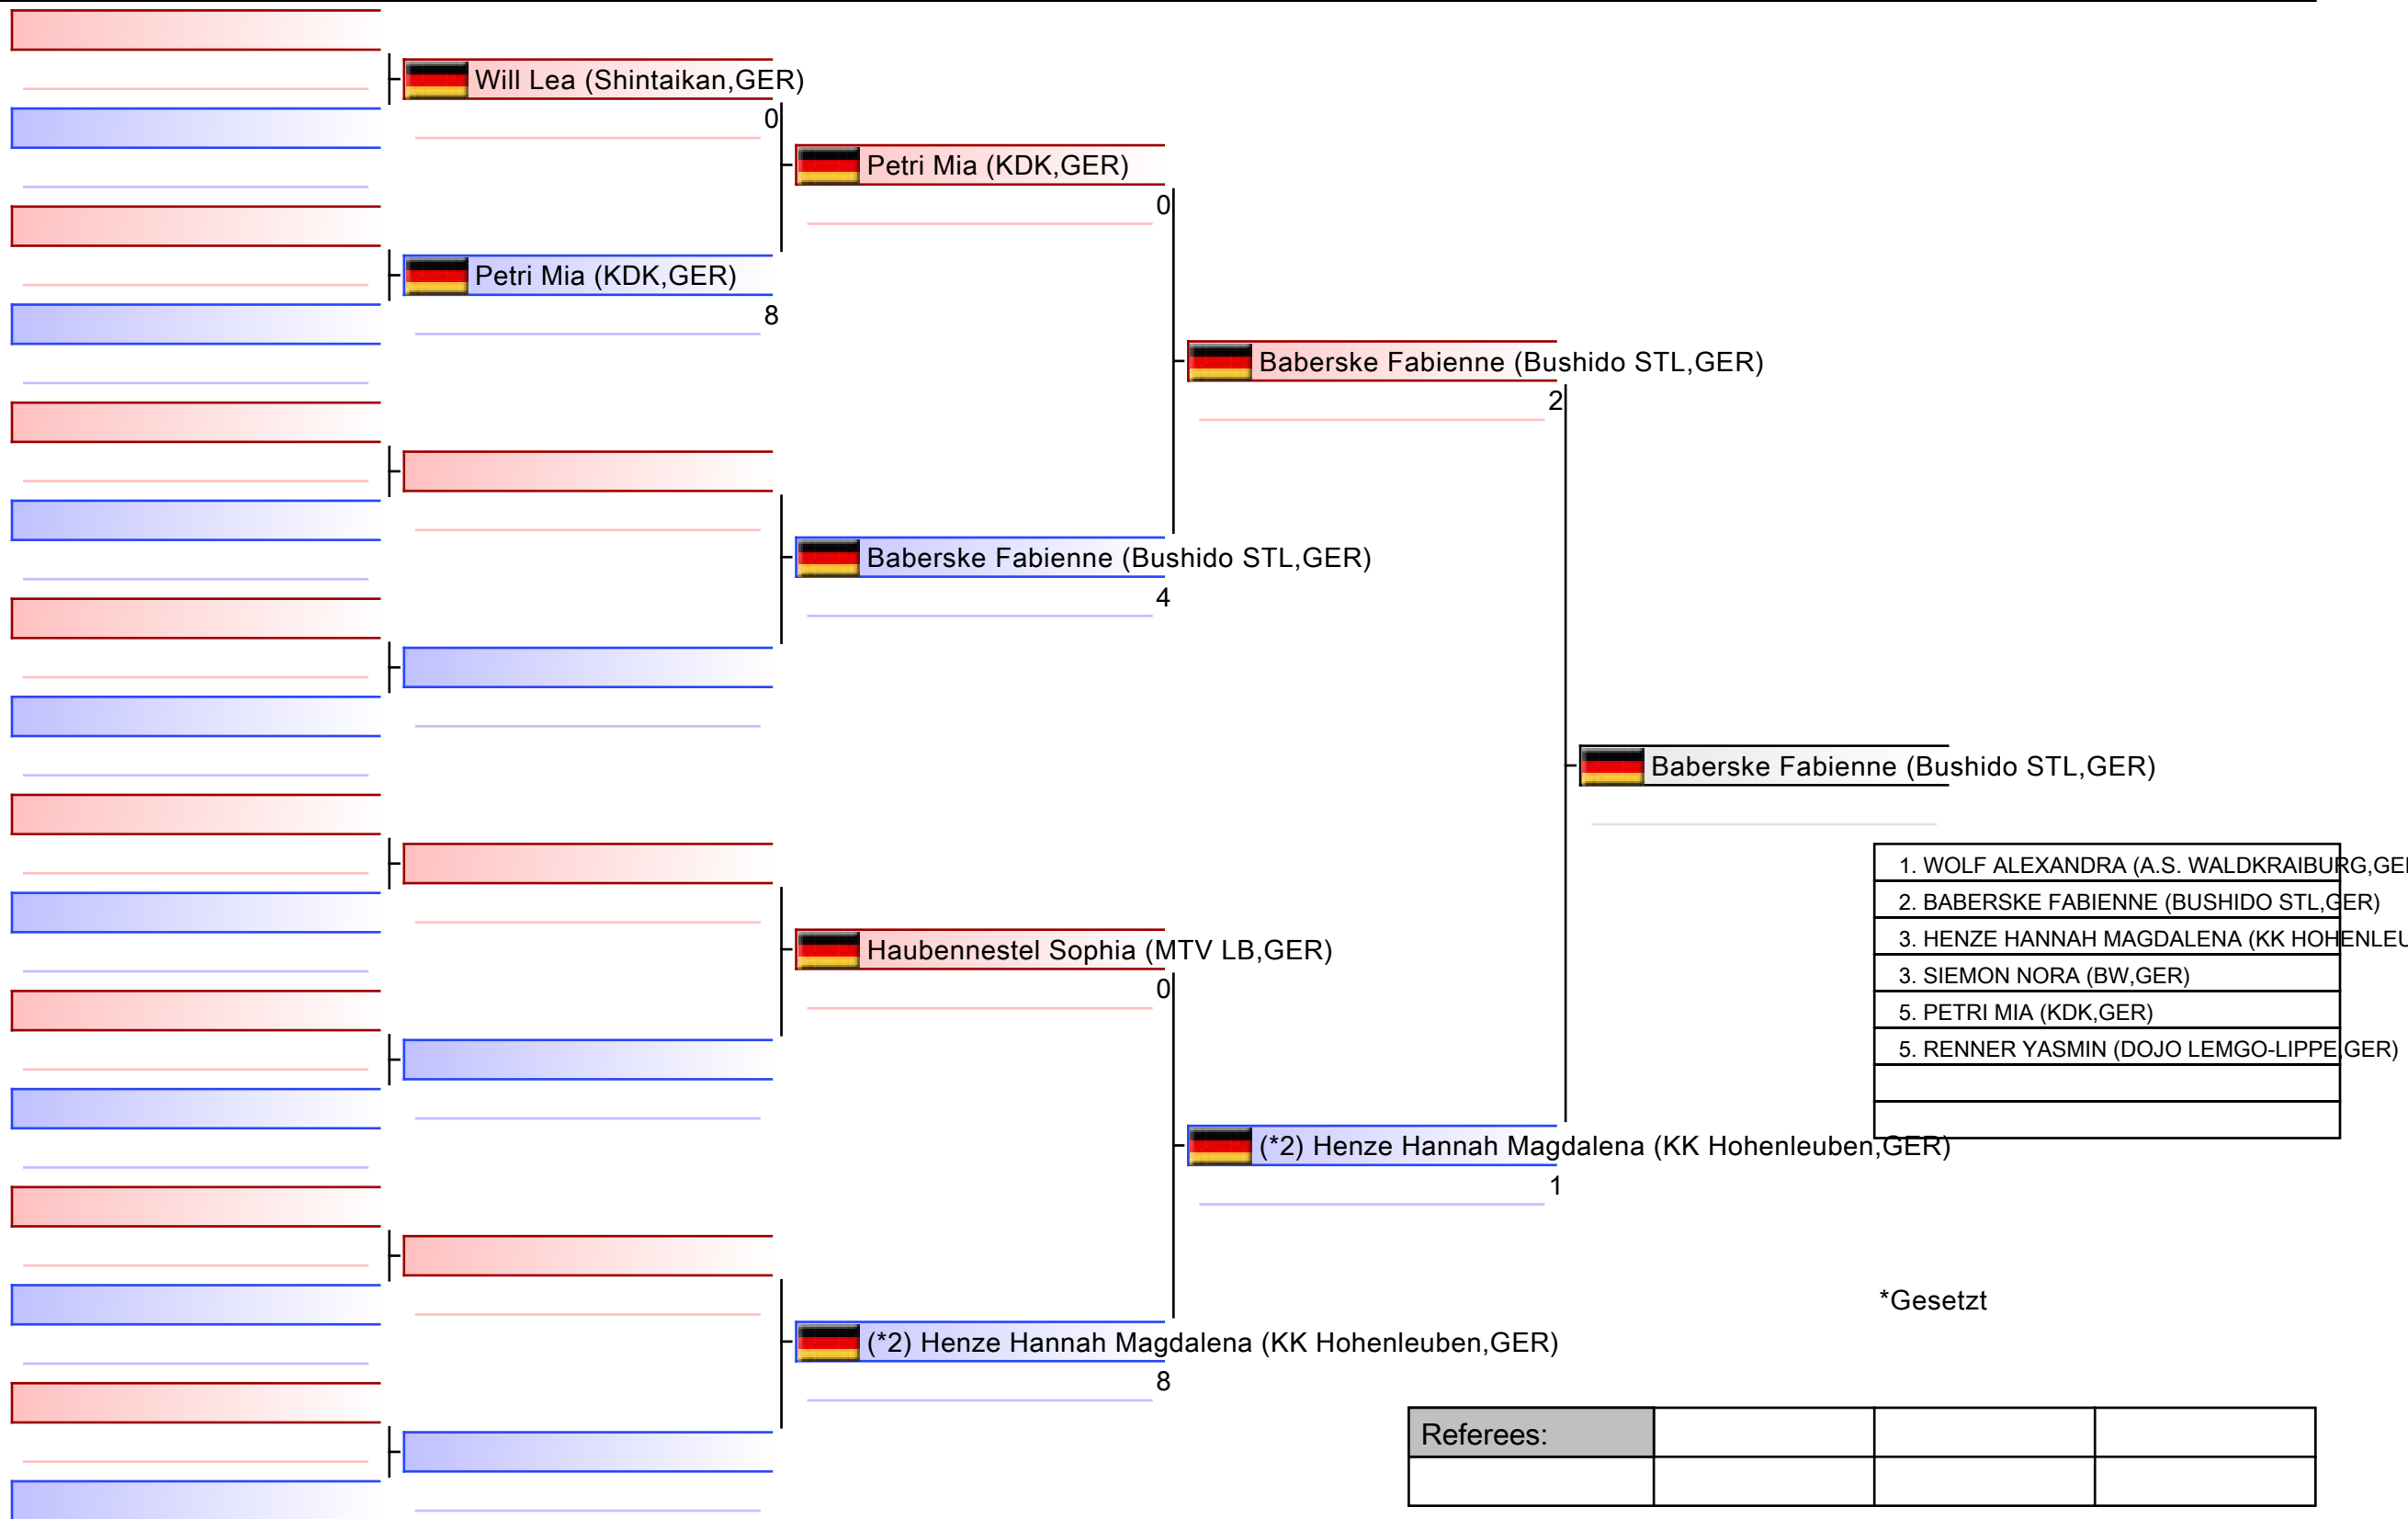 Will Lea (Shintaikan,GER)
0
Petri Mia (KDK,GER)
0
Petri Mia (KDK,GER)
8
Baberske Fabienne (Bushido STL,GER)
2
Baberske Fabienne (Bushido STL,GER)
4
Baberske Fabienne (Bushido STL,GER)
1. WOLF ALEXANDRA (A.S. WALDKRAIBURG,GE
2. BABERSKE FABIENNE (BUSHIDO STL,GER)
3. HENZE HANNAH MAGDALENA (KK HOHENLEU
3. SIEMON NORA (BW,GER)
5. PETRI MIA (KDK,GER)
5. RENNER YASMIN (DOJO LEMGO-LIPPE,GER)
Haubennestel Sophia (MTV LB,GER)
0
(*2) Henze Hannah Magdalena (KK Hohenleuben,GER)
1
*Gesetzt
(*2) Henze Hannah Magdalena (KK Hohenleuben,GER)
8
Referees: